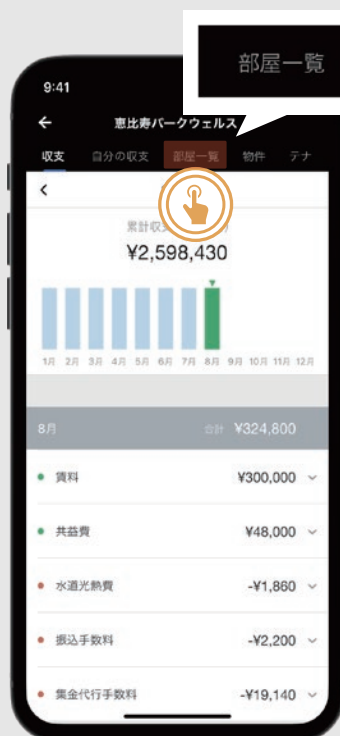 部屋一覧
9:41
恵比寿パークウェルス
収支 自分の収支 部屋一覧 物件 テナ
累計収
¥2,598,430
1月 2月 3月 4月 5月 6月 7月 8月 9月 10月 11月 12月
8月 合計 ¥324,800
賃料 ¥300,000
共益費 ¥48,000
水道光熱費 -¥1,860
振込手数料 -¥2,200
集金代行手数料 -¥19,140